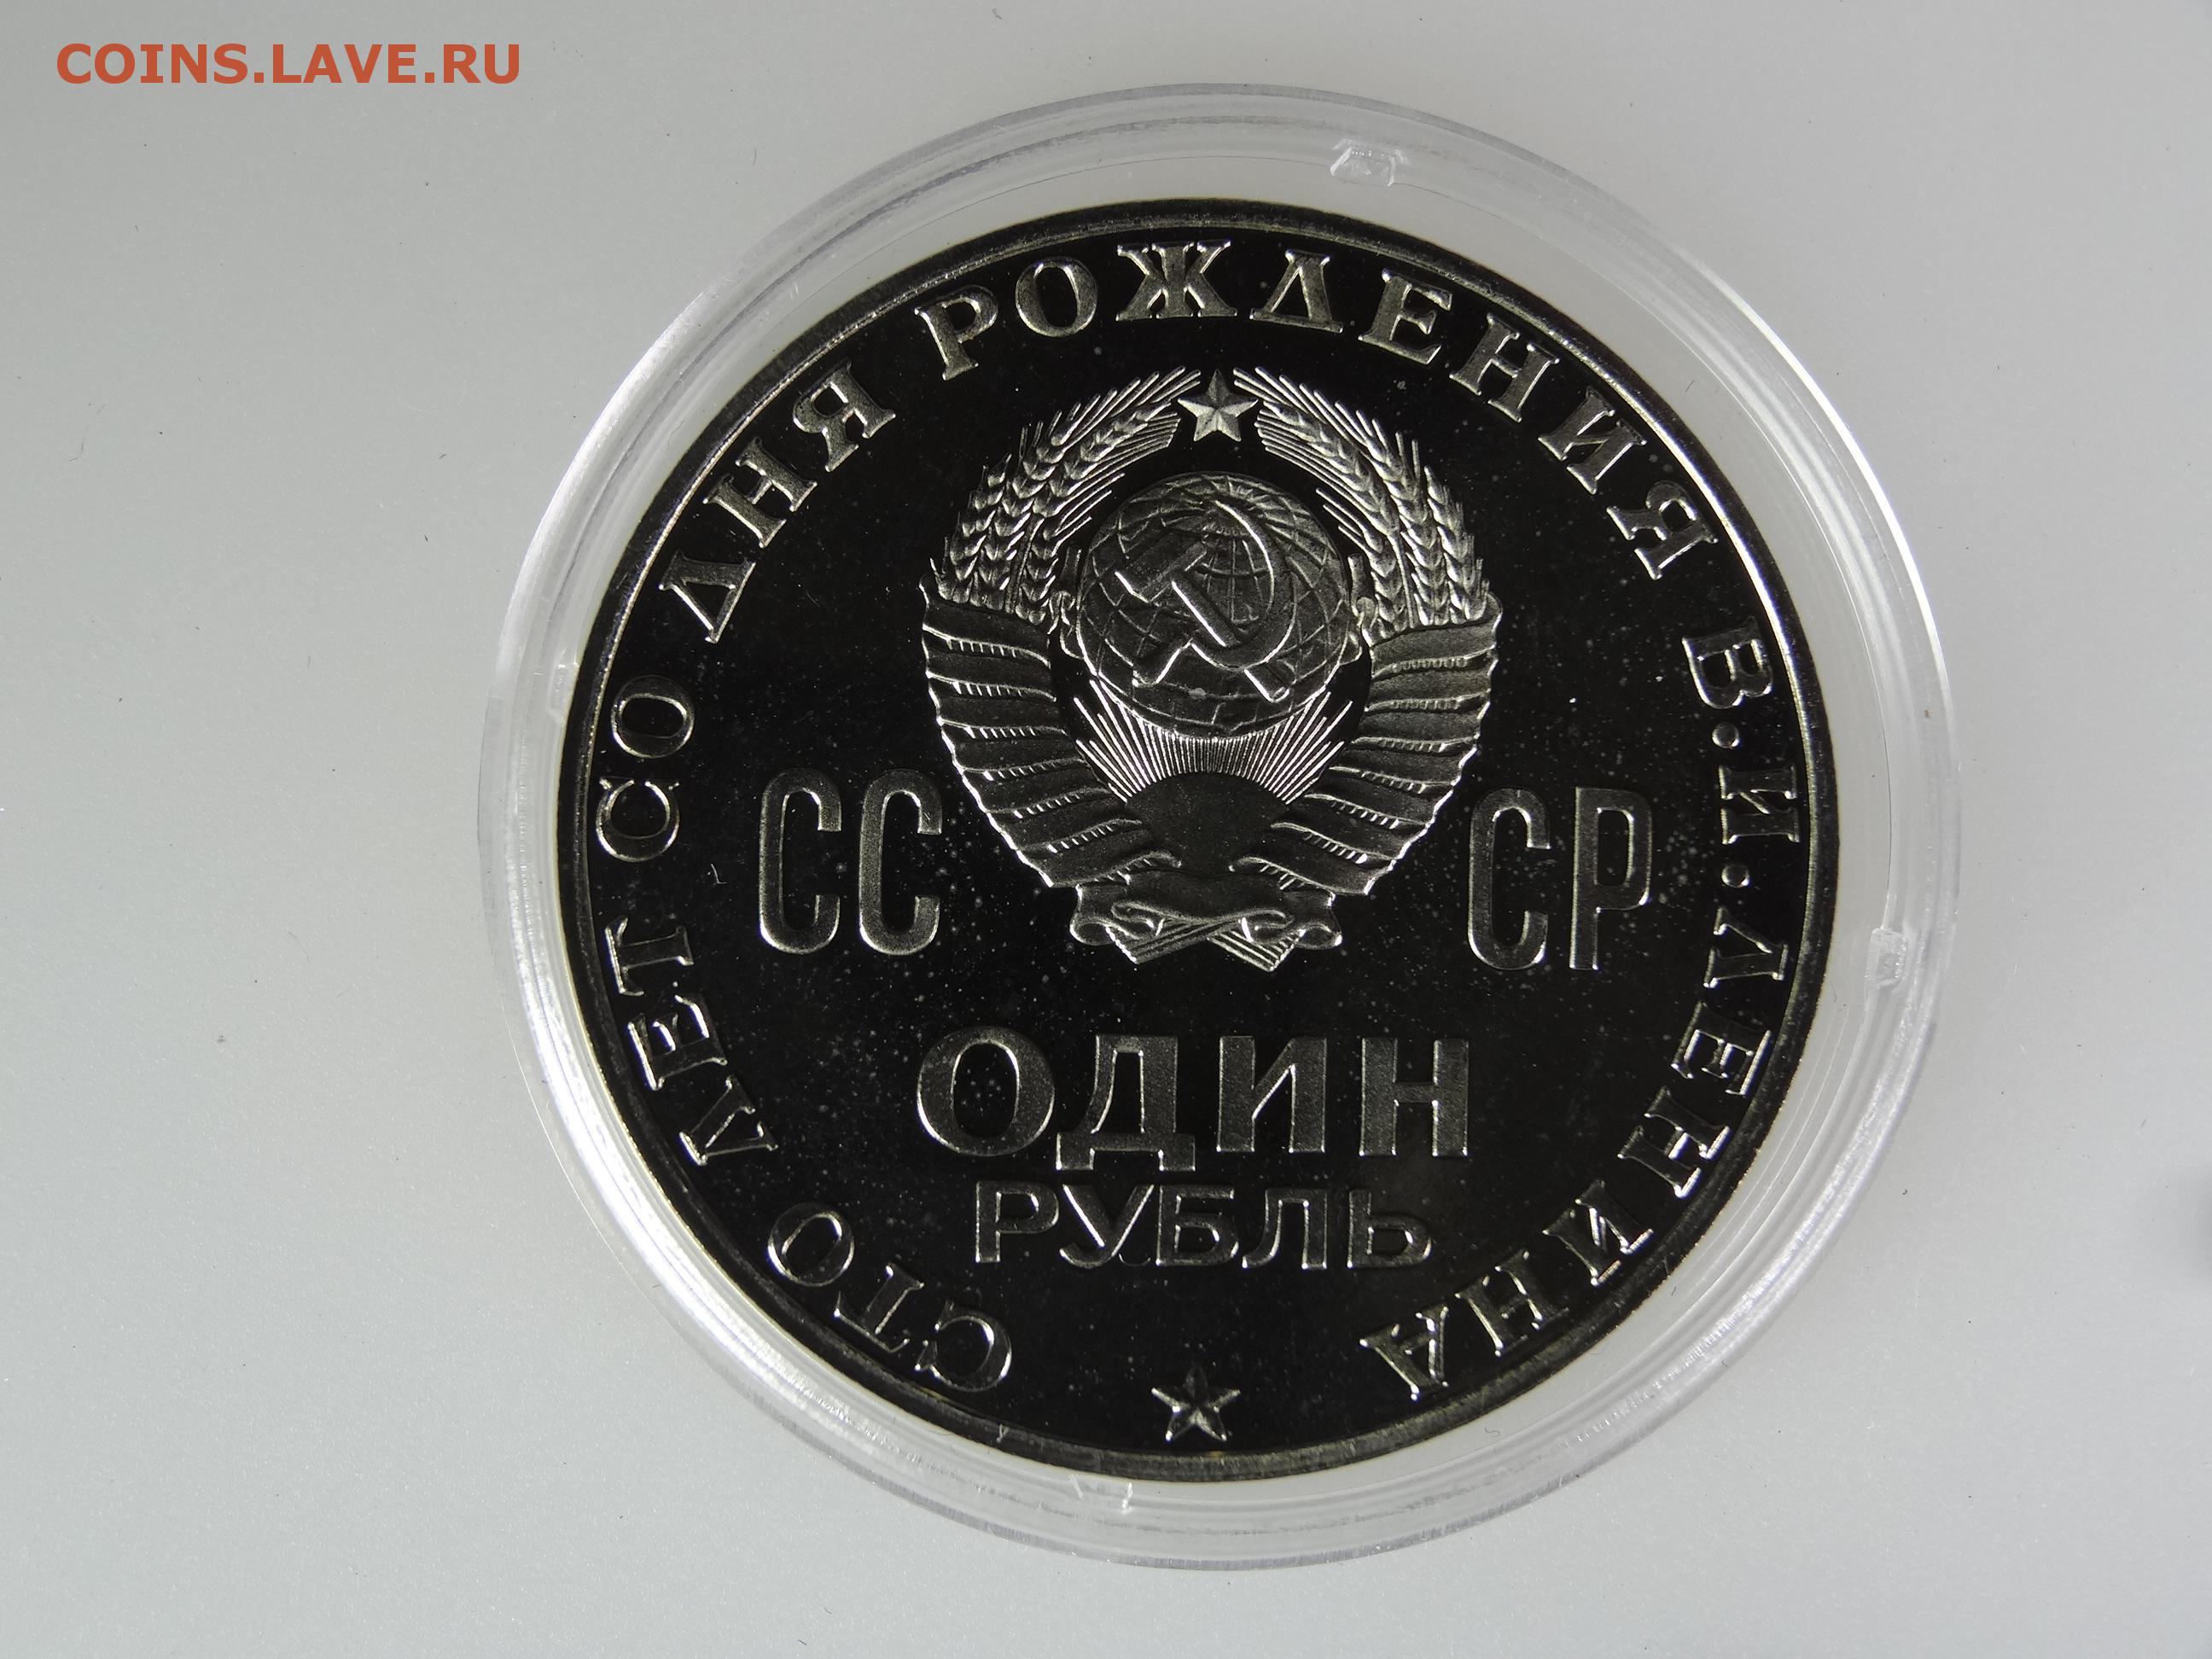 COINS.LAVE.RU
СТО ЛЕТ СО ДНЯ РОЖДЕНИЯ В.И.ЛЕНИНА
СС СР
ОДИН
РУБЛЬ